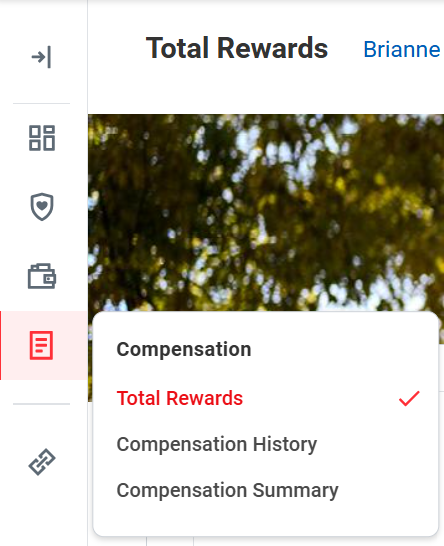 Total Rewards Brianne
Compensation
Total Rewards
Compensation History
Compensation Summary